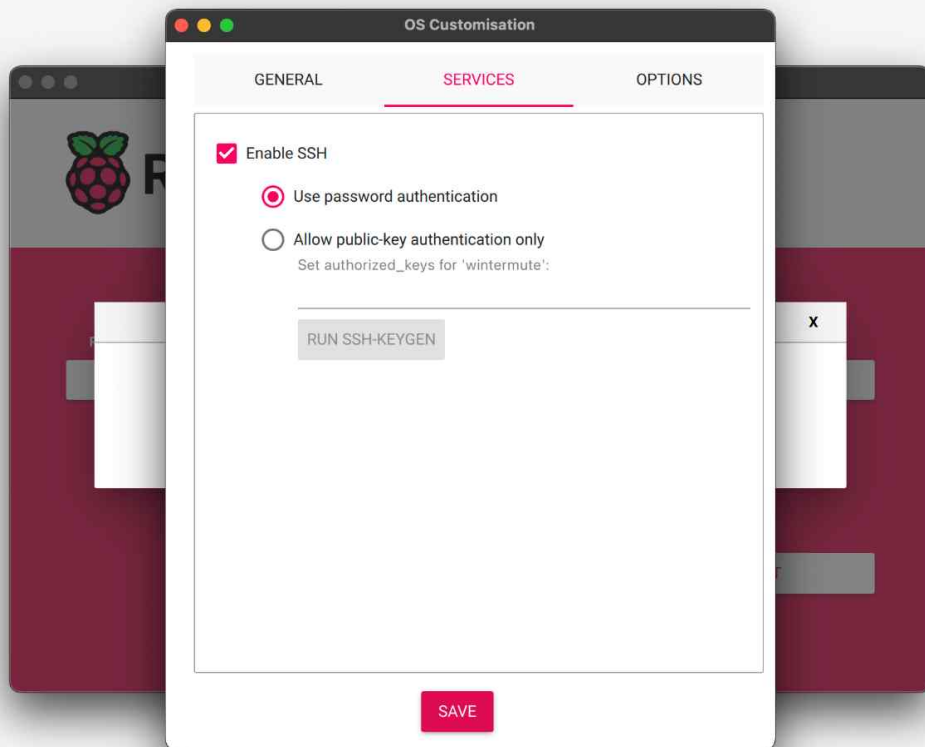 OS Customisation
GENERAL SERVICES OPTIONS
Enable SSH
Use password authentication
Allow public-key authentication only
Set authorized_keys for 'wintermute':
X
RUN SSH-KEYGEN
SAVE